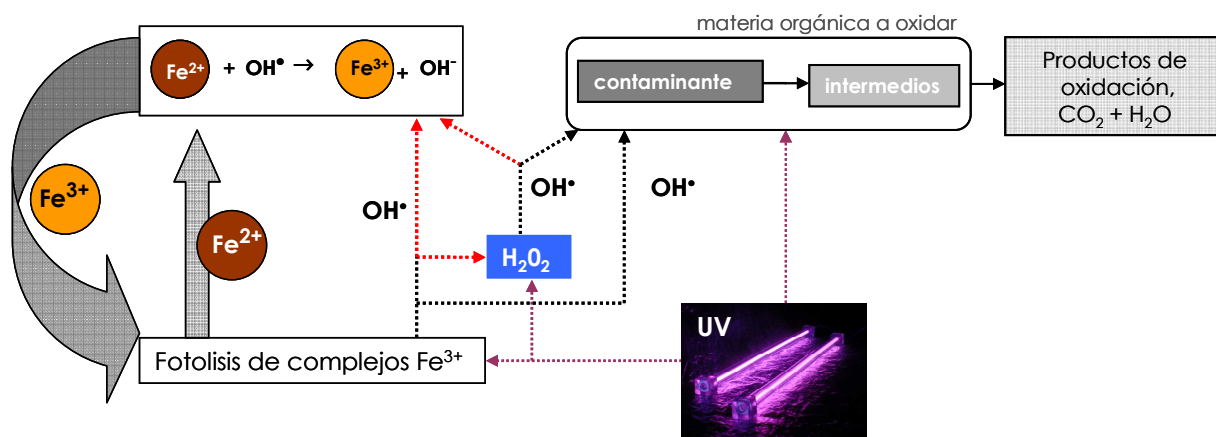 materia orgánica a oxidar
Fe²⁺ + OH• → Fe³⁺ + OH⁻
contaminante
intermedios
Productos de
oxidación,
CO₂ + H₂O
Fe³⁺
Fe²⁺
OH•
OH•
OH•
H₂0₂
UV
Fotolisis de complejos Fe³⁺